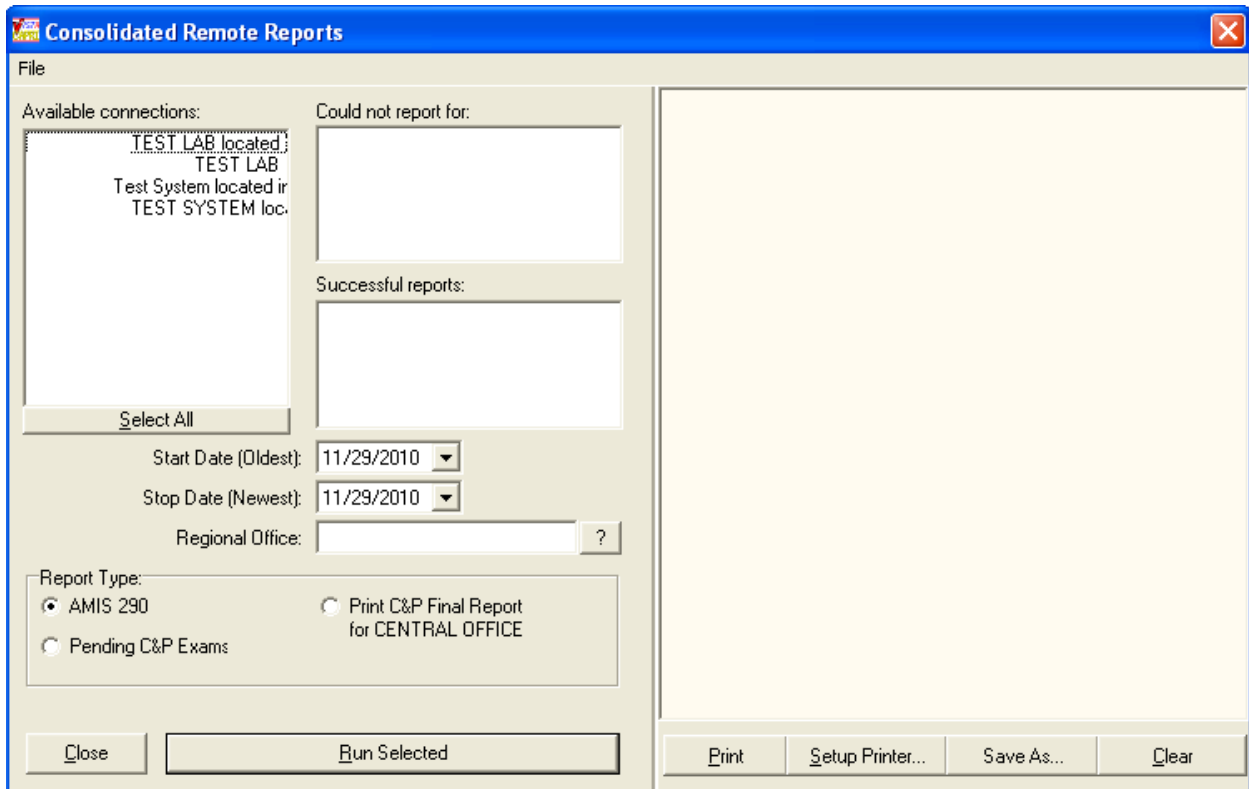 Consolidated Remote Reports
File
Available connections:
TEST LAB located
TEST LAB
Test System located ir
TEST SYSTEM loc
Select All
Could not report for:
Successful reports:
Start Date (Oldest): 11/29/2010
Stop Date (Newest): 11/29/2010
Regional Office: ?
Report Type:
AMIS 290
Pending C&P Exams
Print C&P Final Report
for CENTRAL OFFICE
Close Run Selected
Print Setup Printer... Save As... Clear